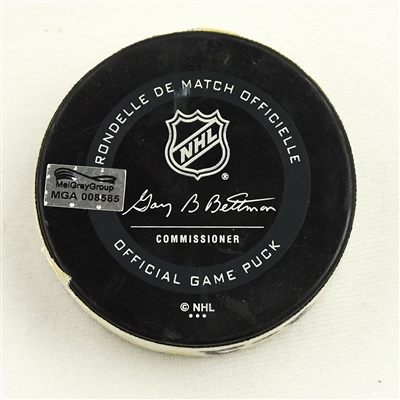 RONDELLE DE MATCH OFFICIELLE
NHL
®
MeiGrayGroup
MGA 008585
Gary B Bettman
COMMISSIONER
OFFICIAL GAME PUCK
© NHL